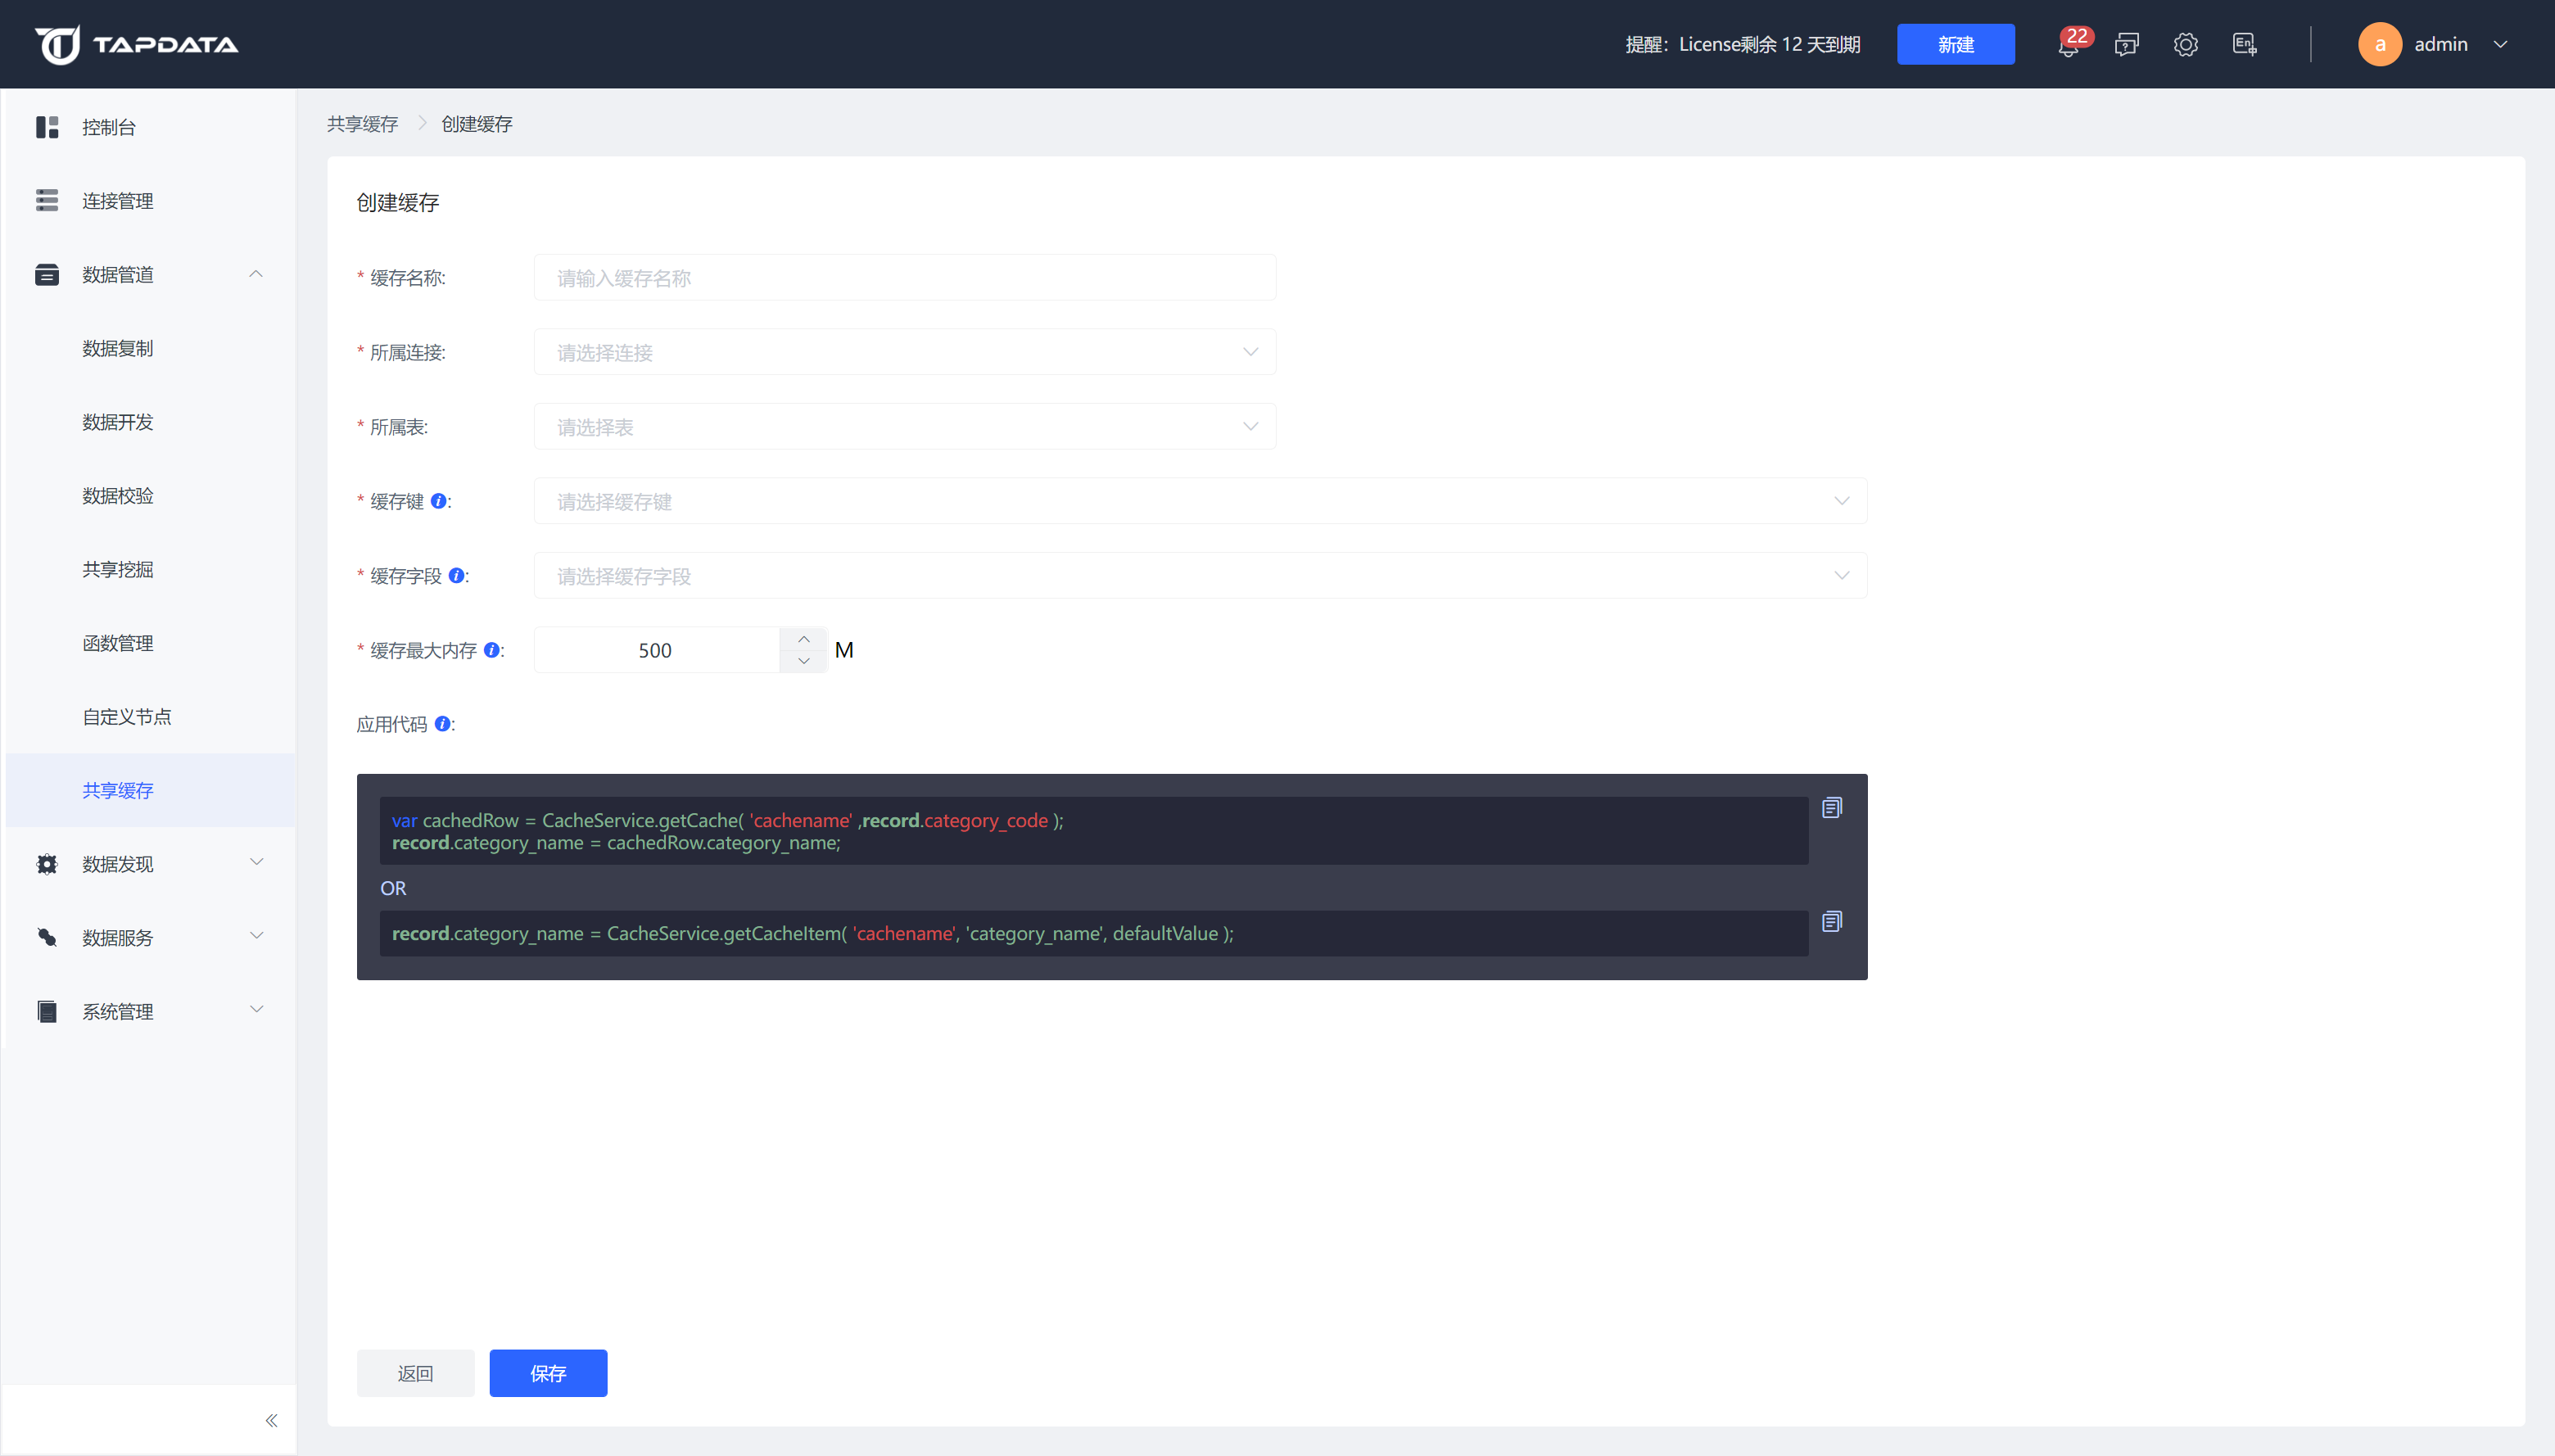 TAPDATA
提醒：License剩余 12 天到期
新建
22
En
a
admin
控制台
连接管理
数据管道
数据复制
数据开发
数据校验
共享挖掘
函数管理
自定义节点
共享缓存
数据发现
数据服务
系统管理
共享缓存
创建缓存
创建缓存
* 缓存名称:
请输入缓存名称
* 所属连接:
请选择连接
* 所属表:
请选择表
* 缓存键 i:
请选择缓存键
* 缓存字段 i:
请选择缓存字段
* 缓存最大内存 i:
500
M
应用代码 i:
var cachedRow = CacheService.getCache( 'cachename' ,record.category_code );
record.category_name = cachedRow.category_name;
OR
record.category_name = CacheService.getCacheItem( 'cachename', 'category_name', defaultValue );
返回
保存